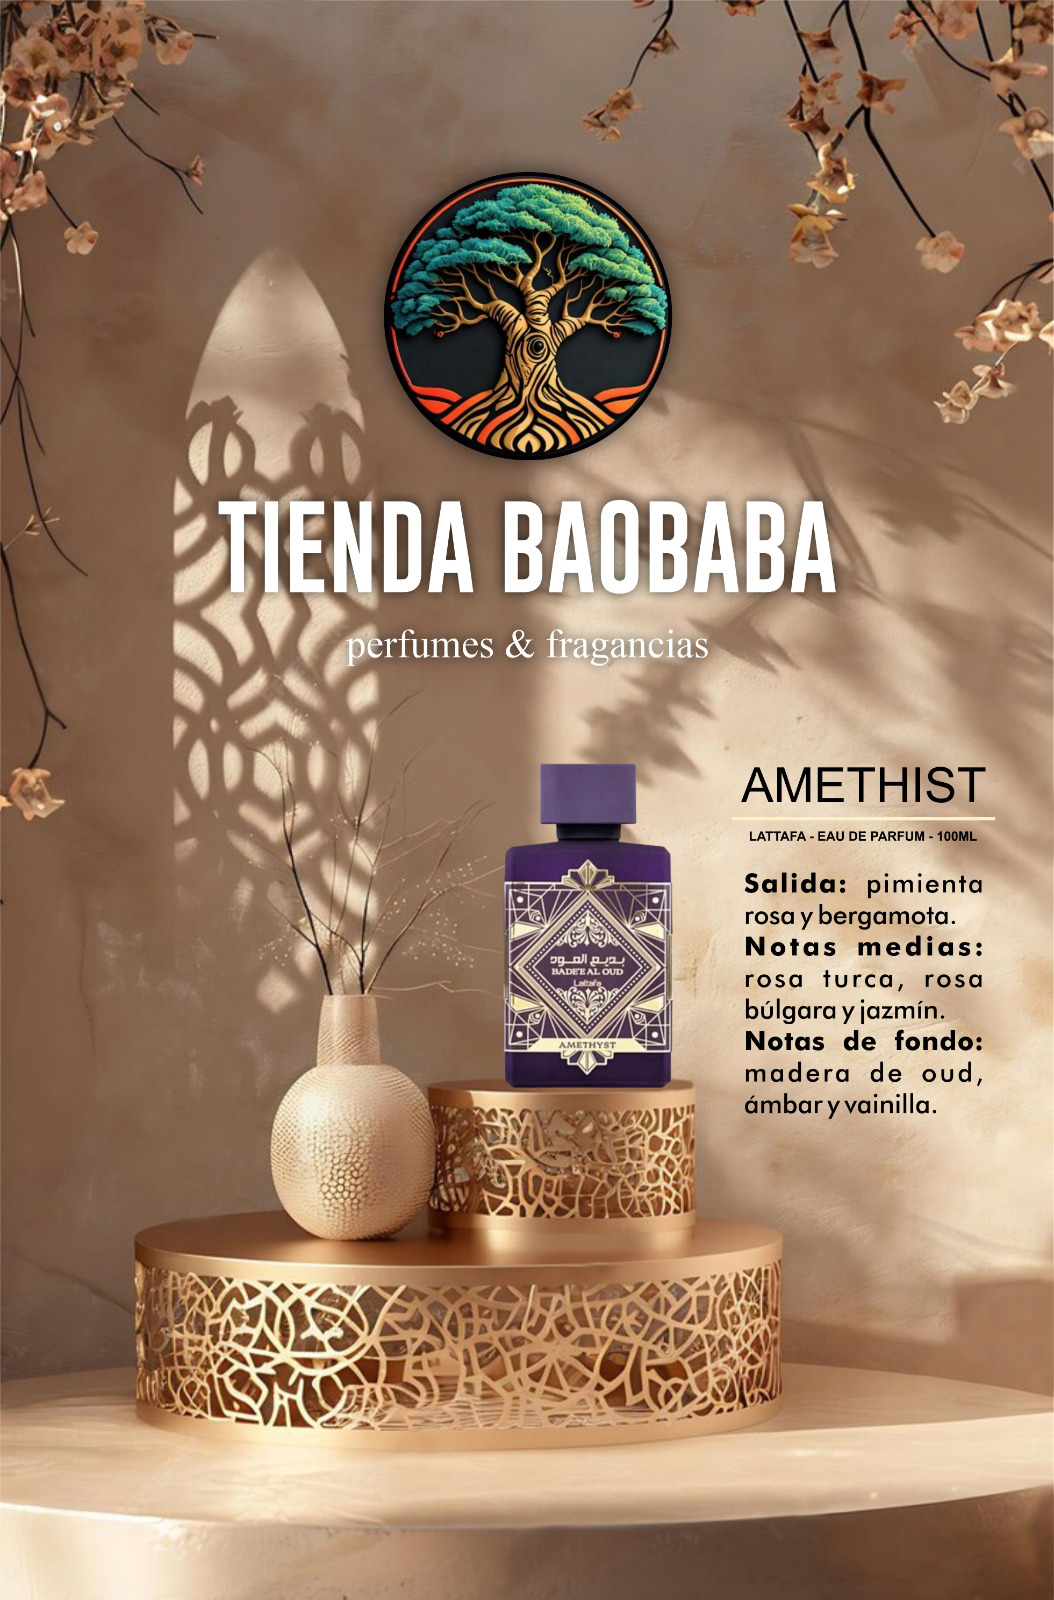 TIENDA BAOBABA
perfumes & fragancias
AMETHIST
LATTAFA - EAU DE PARFUM - 100ML
Salida: pimienta
rosa y bergamota.
Notas medias:
rosa turca, rosa
búlgara y jazmín.
Notas de fondo:
madera de oud,
ámbar y vainilla.
بديع العود
BADE'E AL OUD
Lattafa
AMETHYST